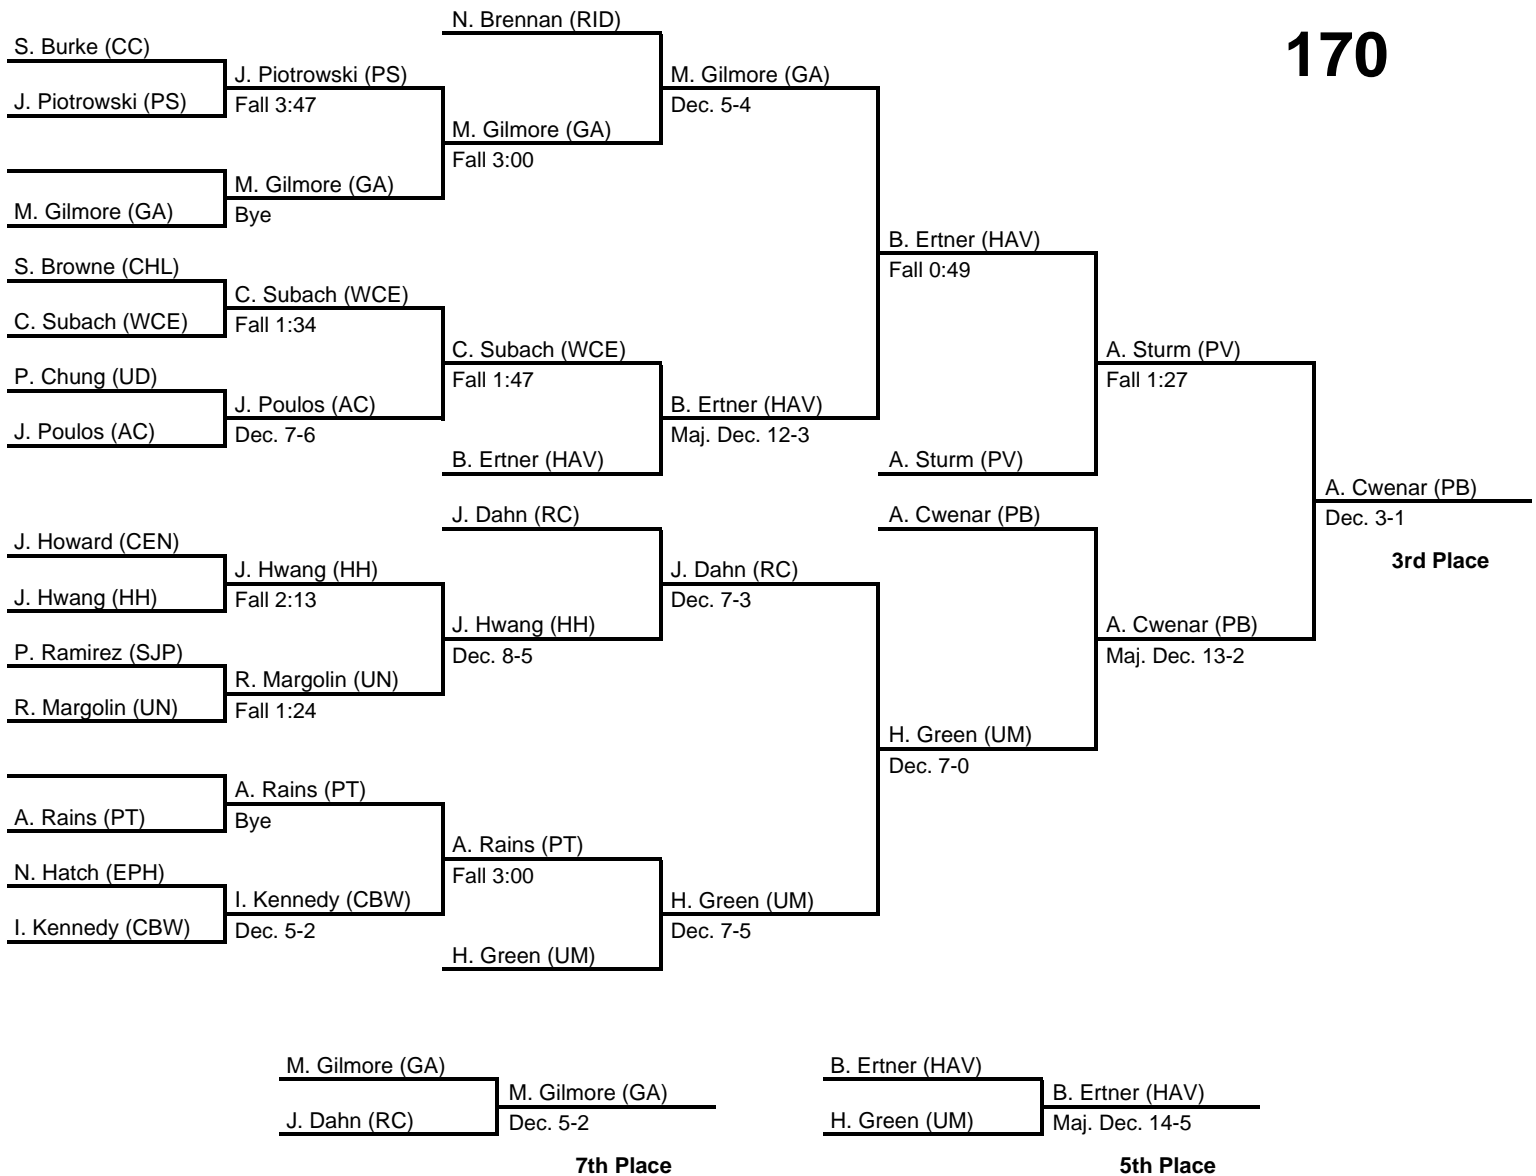 170
N. Brennan (RID)
S. Burke (CC)
J. Piotrowski (PS)
M. Gilmore (GA)
J. Piotrowski (PS)
Fall 3:47
Dec. 5-4
M. Gilmore (GA)
Fall 3:00
M. Gilmore (GA)
M. Gilmore (GA)
Bye
B. Ertner (HAV)
S. Browne (CHL)
Fall 0:49
C. Subach (WCE)
C. Subach (WCE)
Fall 1:34
C. Subach (WCE)
A. Sturm (PV)
P. Chung (UD)
Fall 1:47
Fall 1:27
J. Poulos (AC)
B. Ertner (HAV)
J. Poulos (AC)
Dec. 7-6
Maj. Dec. 12-3
B. Ertner (HAV)
A. Sturm (PV)
A. Cwenar (PB)
J. Dahn (RC)
A. Cwenar (PB)
Dec. 3-1
J. Howard (CEN)
3rd Place
J. Hwang (HH)
J. Dahn (RC)
J. Hwang (HH)
Fall 2:13
Dec. 7-3
J. Hwang (HH)
A. Cwenar (PB)
P. Ramirez (SJP)
Dec. 8-5
Maj. Dec. 13-2
R. Margolin (UN)
R. Margolin (UN)
Fall 1:24
H. Green (UM)
Dec. 7-0
A. Rains (PT)
A. Rains (PT)
Bye
A. Rains (PT)
N. Hatch (EPH)
Fall 3:00
I. Kennedy (CBW)
H. Green (UM)
I. Kennedy (CBW)
Dec. 5-2
Dec. 7-5
H. Green (UM)
M. Gilmore (GA)
M. Gilmore (GA)
J. Dahn (RC)
Dec. 5-2
7th Place
B. Ertner (HAV)
B. Ertner (HAV)
H. Green (UM)
Maj. Dec. 14-5
5th Place